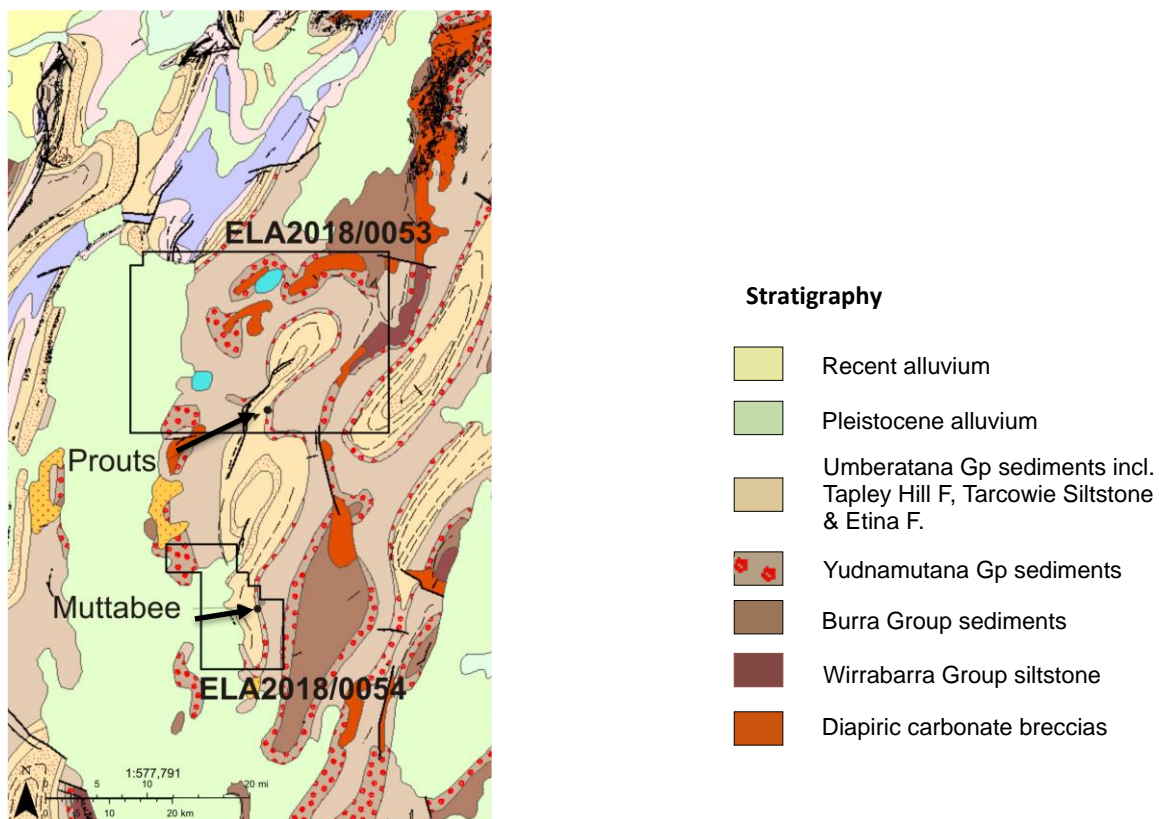 ELA2018/0053
Prouts
Muttabee
ELA2018/0054
N
1:577,791
0 5 10 20 mi
0 5 10 20 km
Stratigraphy
Recent alluvium
Pleistocene alluvium
Umberatana Gp sediments incl.
Tapley Hill F, Tarcowie Siltstone
& Etina F.
Yudnamutana Gp sediments
Burra Group sediments
Wirrabarra Group siltstone
Diapiric carbonate breccias